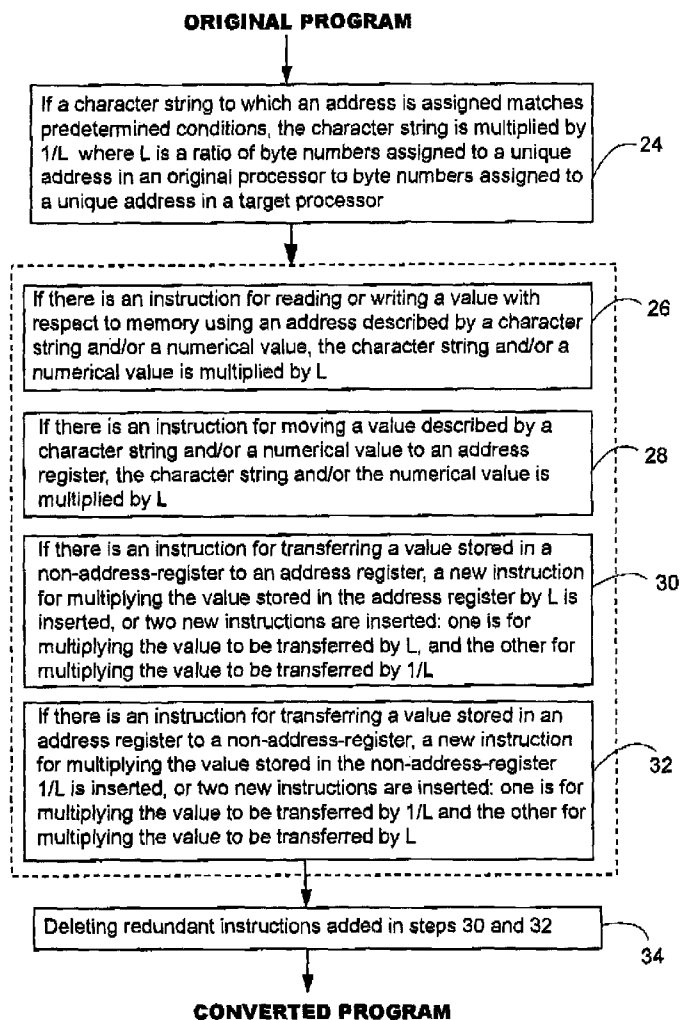 ORIGINAL PROGRAM
If a character string to which an address is assigned matches
predetermined conditions, the character string is multiplied by
1/L where L is a ratio of byte numbers assigned to a unique
address in an original processor to byte numbers assigned to
a unique address in a target processor
24
If there is an instruction for reading or writing a value with
respect to memory using an address described by a character
string and/or a numerical value, the character string and/or a
numerical value is multiplied by L
26
If there is an instruction for moving a value described by a
character string and/or a numerical value to an address
register, the character string and/or the numerical value is
multiplied by L
28
If there is an instruction for transferring a value stored in a
non-address-register to an address register, a new instruction
for multiplying the value stored in the address register by L is
inserted, or two new instructions are inserted: one is for
multiplying the value to be transferred by L, and the other for
multiplying the value to be transferred by 1/L
30
If there is an instruction for transferring a value stored in an
address register to a non-address-register, a new instruction
for multiplying the value stored in the non-address-register
1/L is inserted, or two new instructions are inserted: one is for
multiplying the value to be transferred by 1/L and the other for
multiplying the value to be transferred by L
32
Deleting redundant instructions added in steps 30 and 32
34
CONVERTED PROGRAM